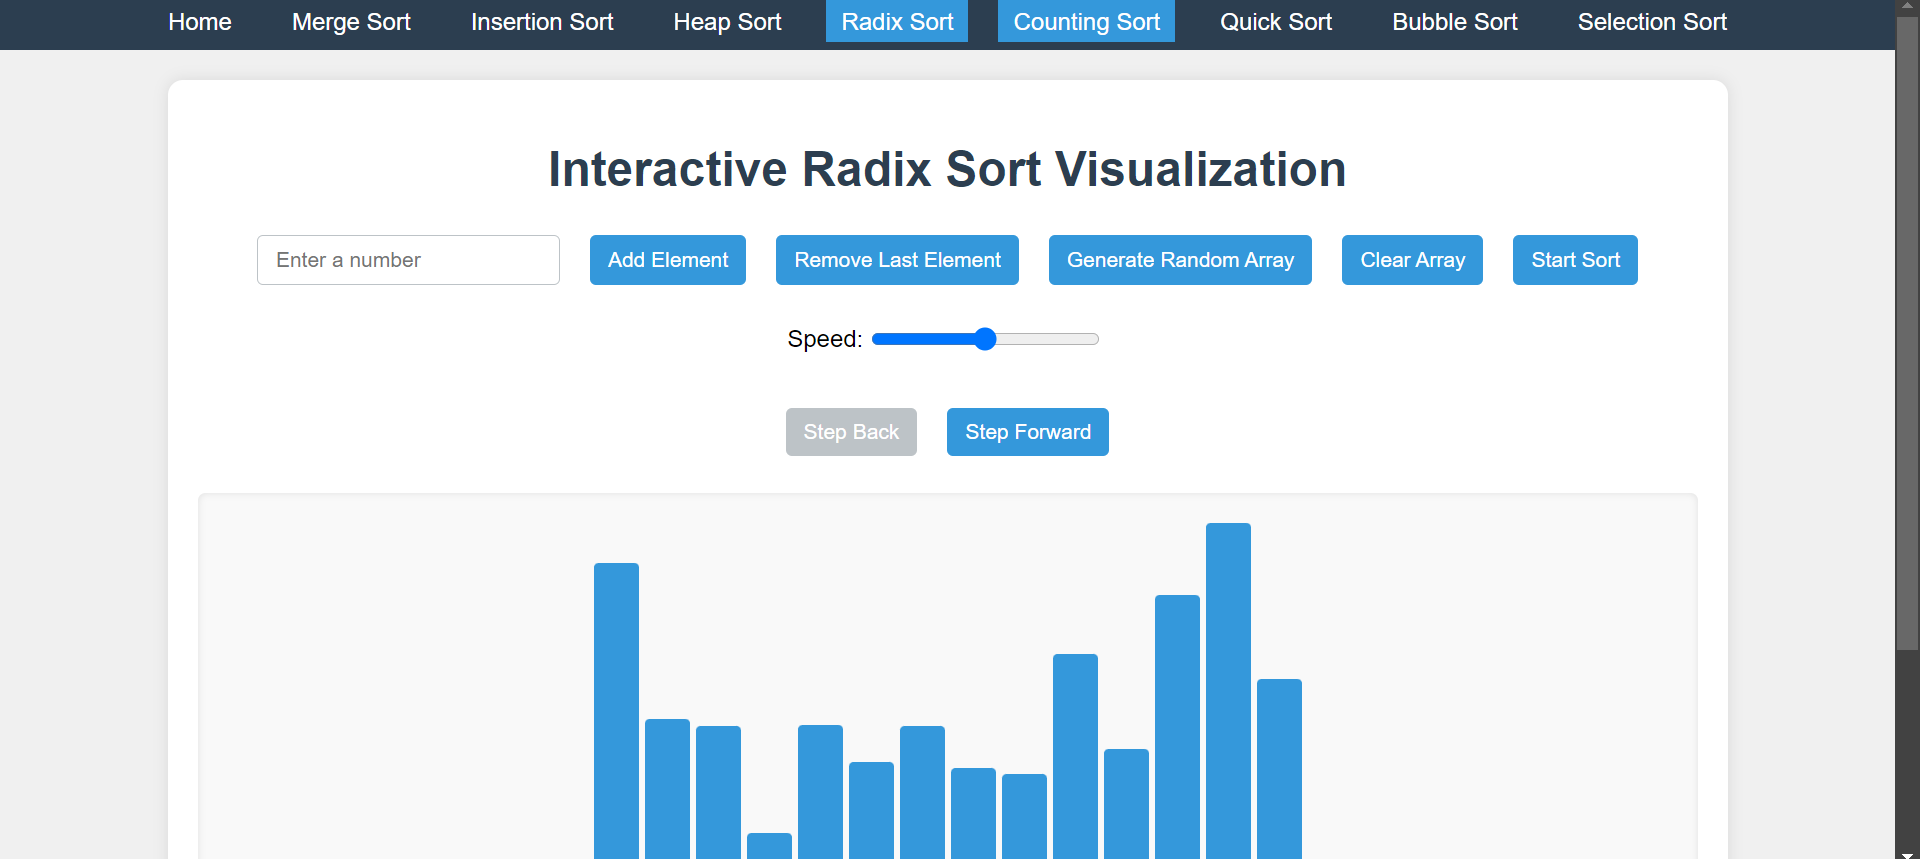 Home Merge Sort Insertion Sort Heap Sort Radix Sort Counting Sort Quick Sort Bubble Sort Selection Sort
Interactive Radix Sort Visualization
Enter a number Add Element Remove Last Element Generate Random Array Clear Array Start Sort
Speed:
Step Back Step Forward